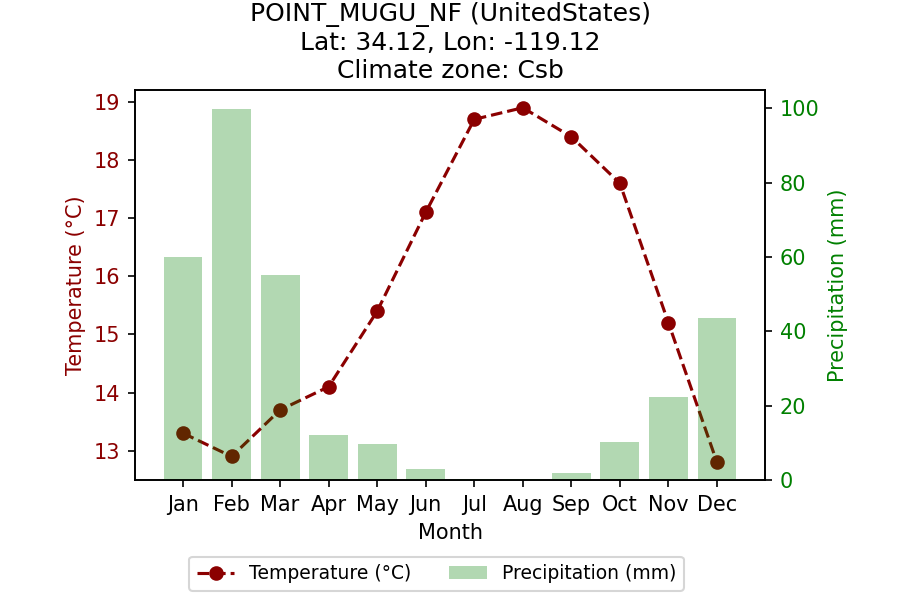 POINT_MUGU_NF (UnitedStates)
Lat: 34.12, Lon: -119.12
Climate zone: Csb
Temperature (°C)
19
18
17
16
15
14
13
Precipitation (mm)
100
80
60
40
20
0
Jan Feb Mar Apr May Jun Jul Aug Sep Oct Nov Dec
Month
Temperature (°C) Precipitation (mm)